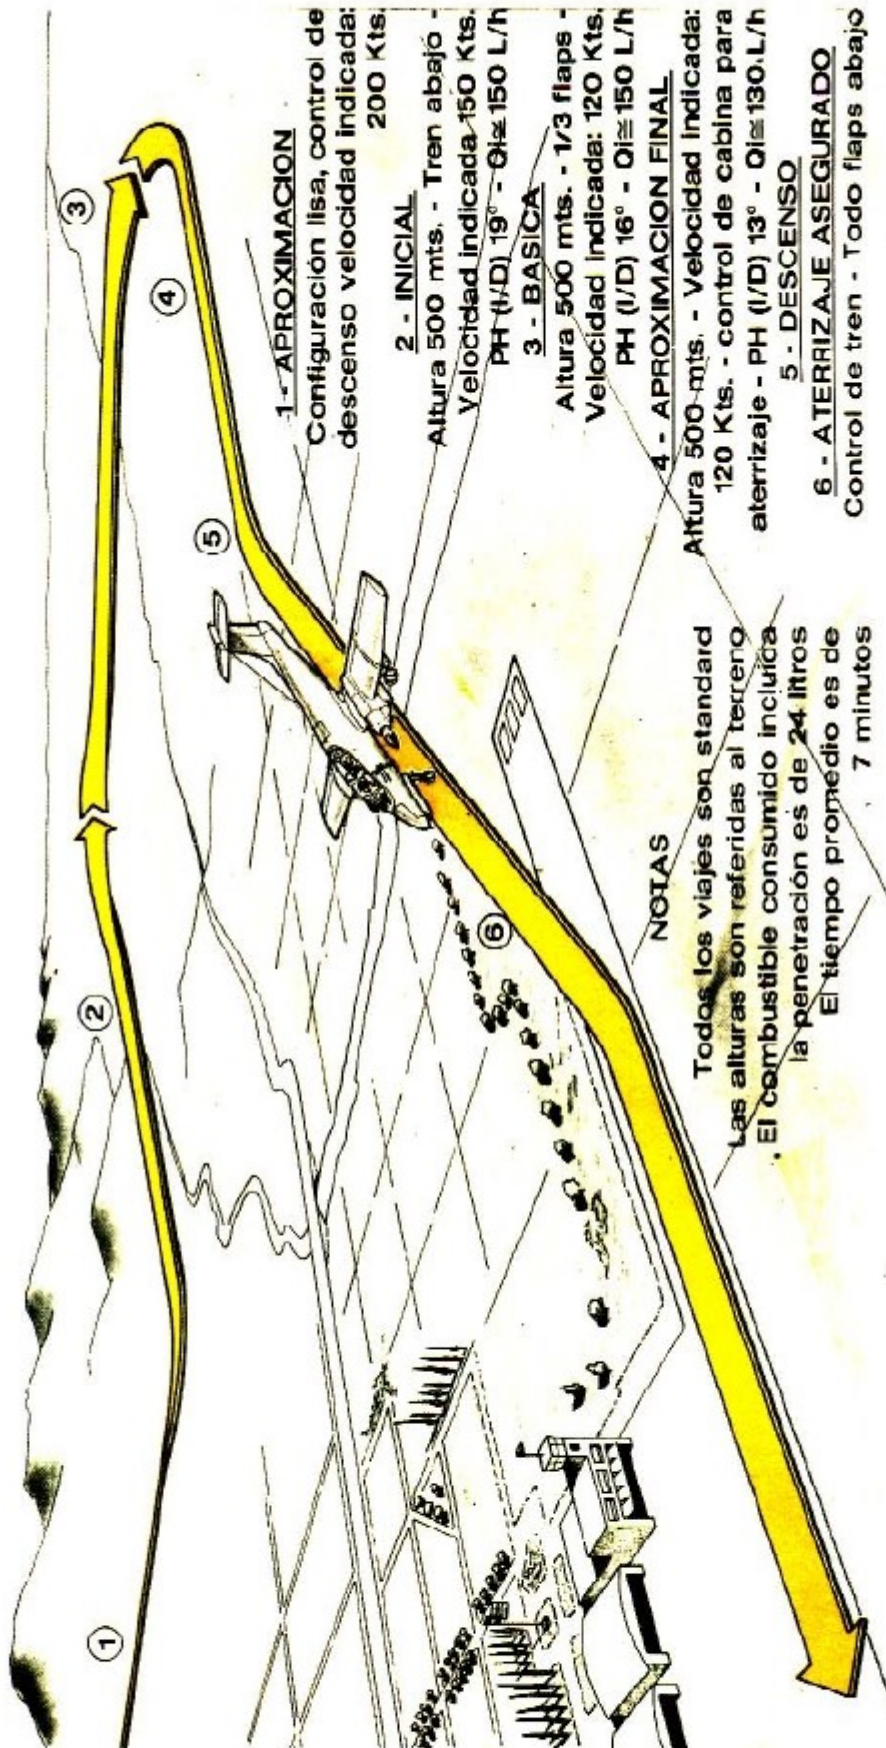 1 - APROXIMACION
Configuración lisa, control de
descenso velocidad indicada:
200 Kts.
2 - INICIAL
Altura 500 mts. - Tren abajo -
Velocidad indicada 150 Kts.
PH (I/D) 19° - Qi≅150 L/h
3 - BASICA
Altura 500 mts. - 1/3 flaps -
Velocidad indicada: 120 Kts.
PH (I/D) 16° - Qi≅150 L/h
4 - APROXIMACION FINAL
Altura 500 mts. - Velocidad indicada:
120 Kts. - control de cabina para
aterrizaje - PH (I/D) 13° - Qi≅130 L/h
5 - DESCENSO
6 - ATERRIZAJE ASEGURADO
Control de tren - Todo flaps abajo
NOTAS
Todos los viajes son standard
Las alturas son referidas al terreno
. El combustible consumido incluíca
la penetración es de 24 litros
El tiempo promedio es de
7 minutos
1
2
3
4
5
6